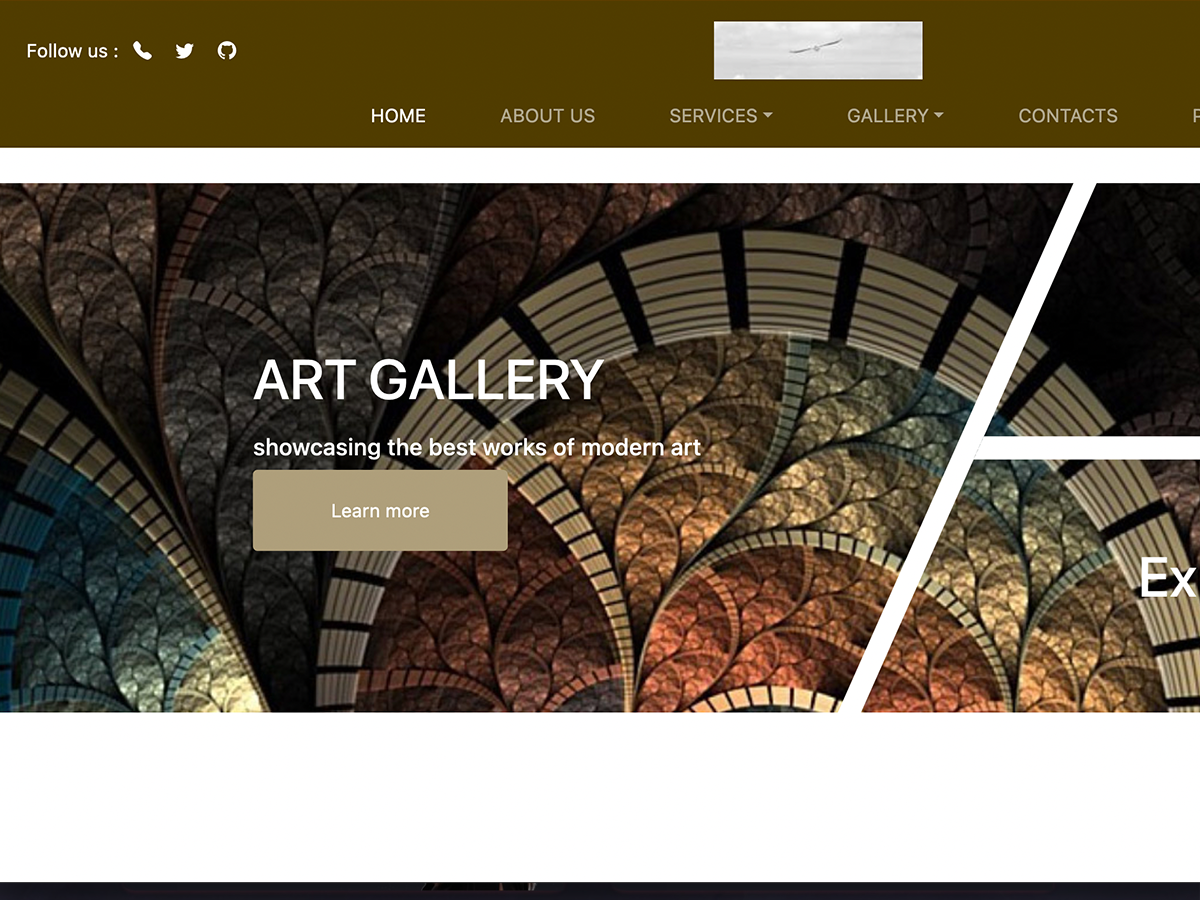 Follow us :
HOME ABOUT US SERVICES GALLERY CONTACTS
ART GALLERY
showcasing the best works of modern art
Learn more
Ex